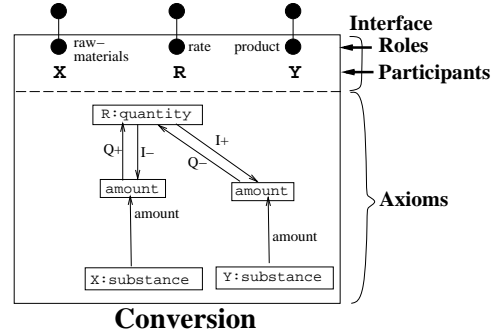 Interface
raw–
materials
rate
product
Roles
X
R
Y
Participants
R:quantity
Q+
I–
I+
Q–
amount
amount
Axioms
amount
amount
X:substance
Y:substance
Conversion